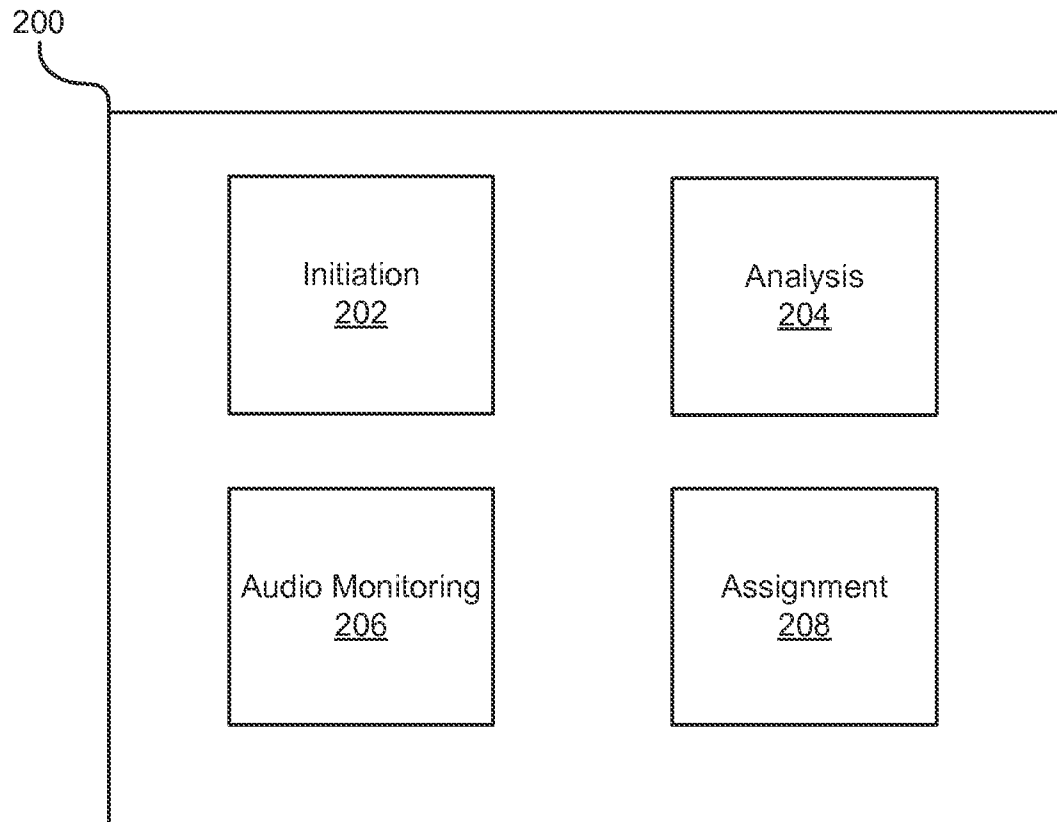 200
Initiation
202
Analysis
204
Audio Monitoring
206
Assignment
208